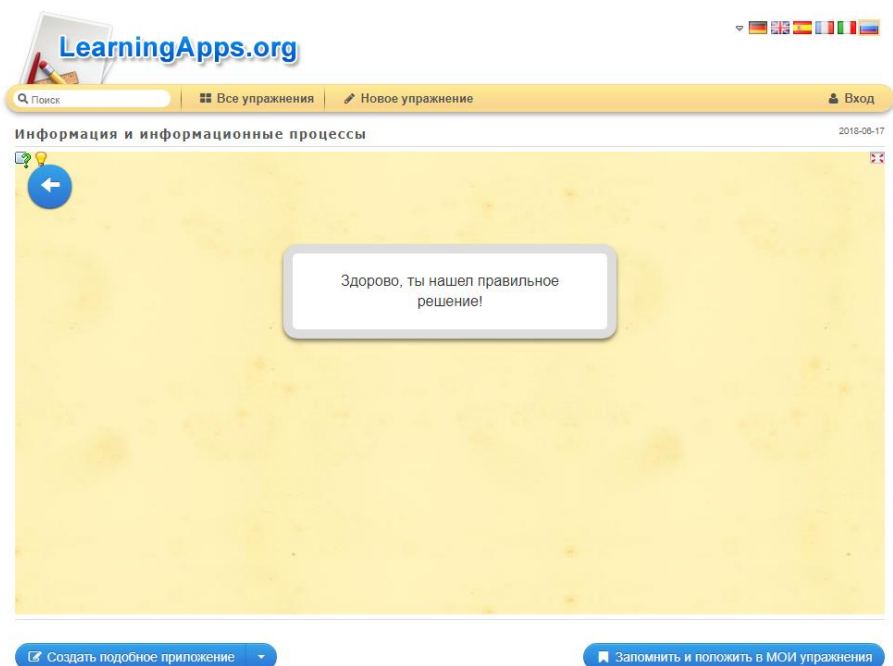 LearningApps.org
Поиск
Все упражнения
Новое упражнение
Вход
Информация и информационные процессы
2018-06-17
Здорово, ты нашел правильное
решение!
Создать подобное приложение
Запомнить и положить в МОИ упражнения